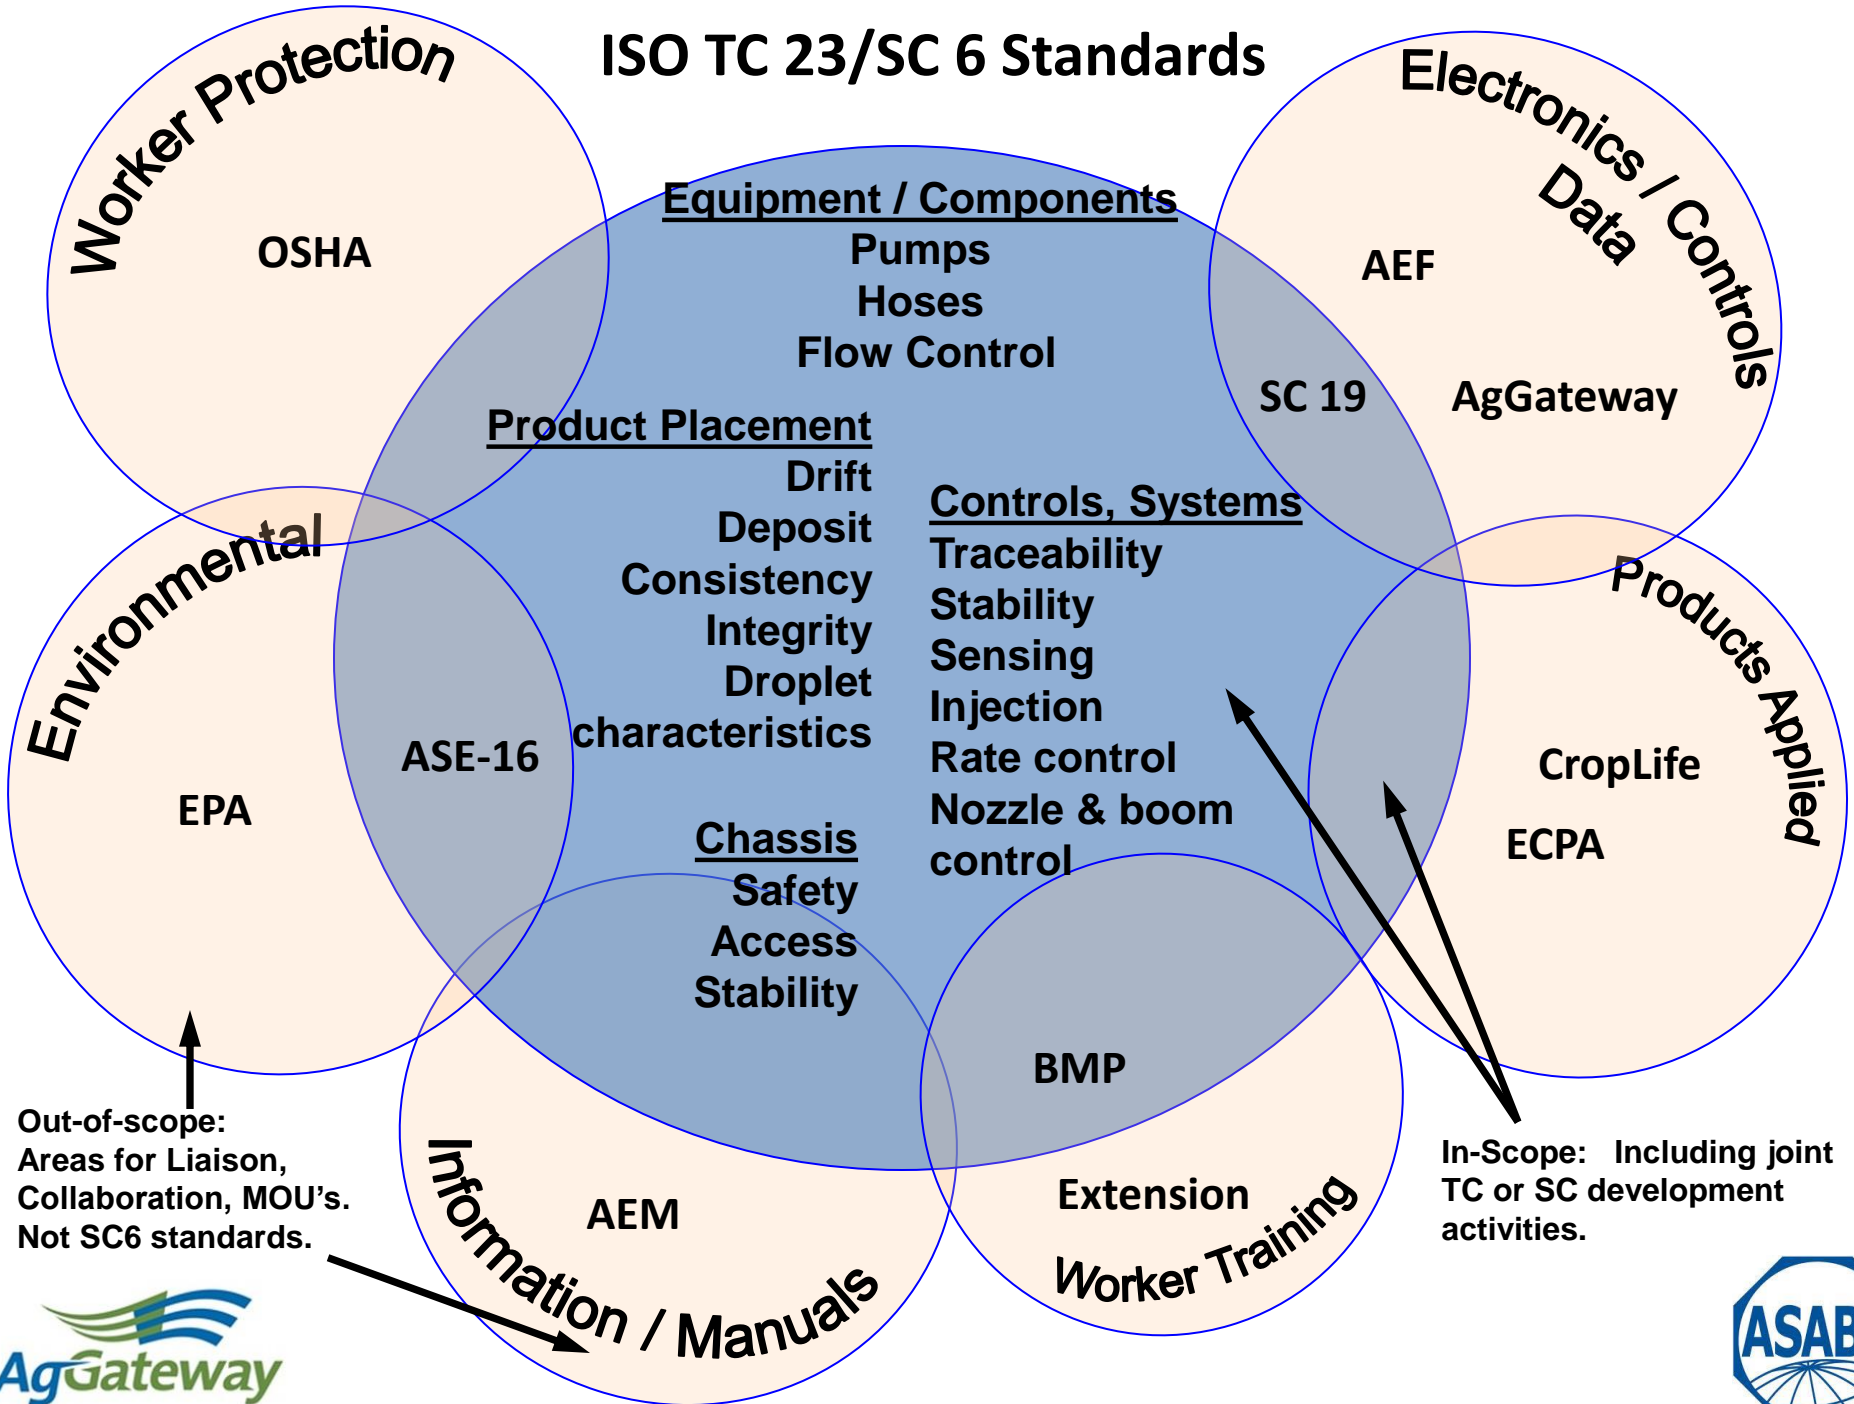 ISO TC 23/SC 6 Standards
Worker Protection
OSHA
Electronics / Controls
Data
AEF
SC 19
AgGateway
Equipment / Components
Pumps
Hoses
Flow Control
Product Placement
Drift
Deposit
Consistency
Integrity
Droplet
characteristics
Controls, Systems
Traceability
Stability
Sensing
Injection
Rate control
Nozzle & boom
control
Environmental
ASE-16
EPA
Products Applied
CropLife
ECPA
Chassis
Safety
Access
Stability
BMP
Extension
Worker Training
AEM
Information / Manuals
Out-of-scope:
Areas for Liaison,
Collaboration, MOU's.
Not SC6 standards.
In-Scope: Including joint
TC or SC development
activities.
AgGateway
ASAB